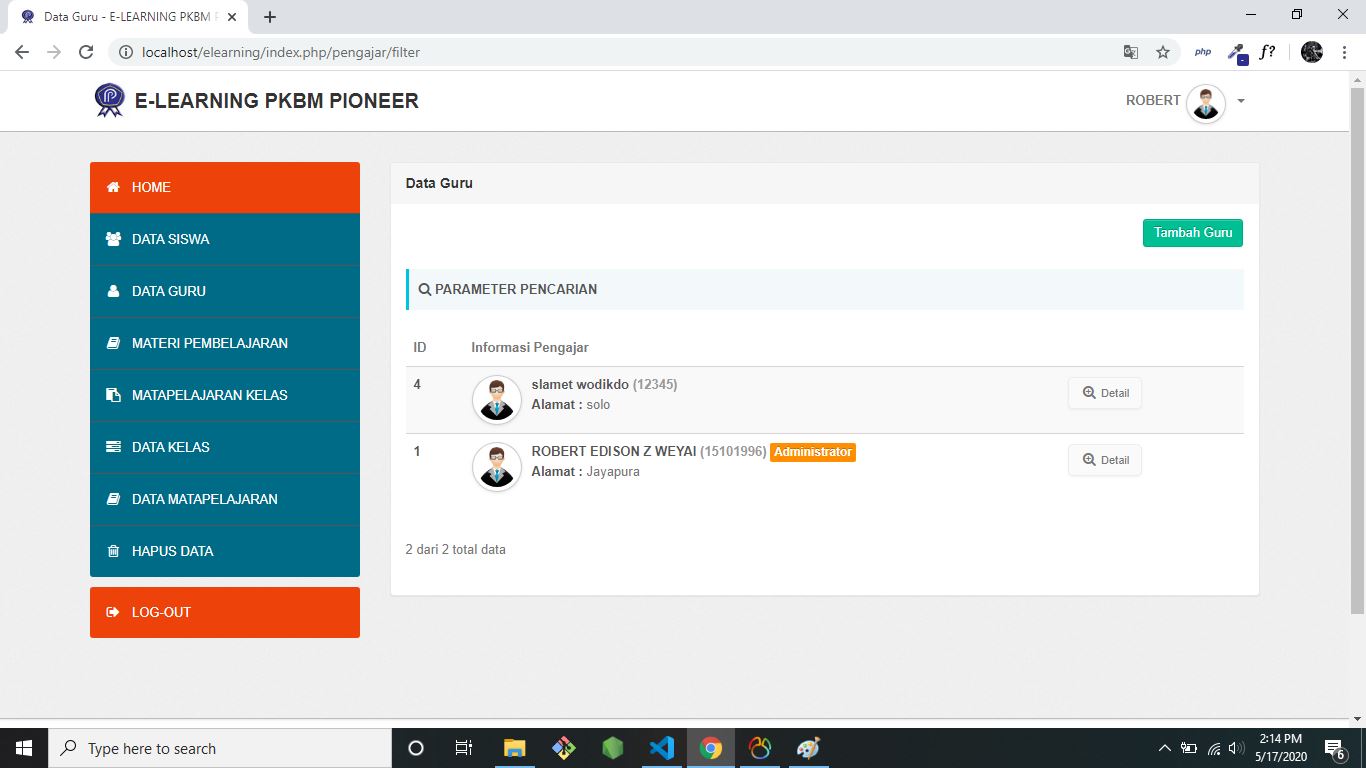 Data Guru - E-LEARNING PKBM P
localhost/elearning/index.php/pengajar/filter
php
f?
E-LEARNING PKBM PIONEER
ROBERT
HOME
DATA SISWA
DATA GURU
MATERI PEMBELAJARAN
MATAPELAJARAN KELAS
DATA KELAS
DATA MATAPELAJARAN
HAPUS DATA
LOG-OUT
Data Guru
Tambah Guru
PARAMETER PENCARIAN
ID Informasi Pengajar
4 slamet wodikdo (12345)
Alamat : solo
Detail
1 ROBERT EDISON Z WEYAI (15101996) Administrator
Alamat : Jayapura
Detail
2 dari 2 total data
Type here to search
2:14 PM
5/17/2020
6